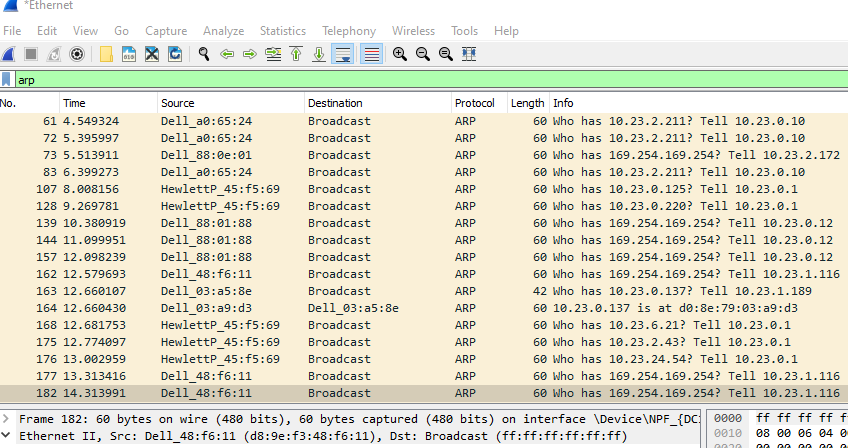 *Ethernet
File Edit View Go Capture Analyze Statistics Telephony Wireless Tools Help
arp
No. Time Source Destination Protocol Length Info
61 4.549324 Dell_a0:65:24 Broadcast ARP 60 Who has 10.23.2.211? Tell 10.23.0.10
72 5.395997 Dell_a0:65:24 Broadcast ARP 60 Who has 10.23.2.211? Tell 10.23.0.10
73 5.513911 Dell_88:0e:01 Broadcast ARP 60 Who has 169.254.169.254? Tell 10.23.2.172
83 6.399273 Dell_a0:65:24 Broadcast ARP 60 Who has 10.23.2.211? Tell 10.23.0.10
107 8.008156 HewlettP_45:f5:69 Broadcast ARP 60 Who has 10.23.0.125? Tell 10.23.0.1
128 9.269781 HewlettP_45:f5:69 Broadcast ARP 60 Who has 10.23.0.220? Tell 10.23.0.1
139 10.380919 Dell_88:01:88 Broadcast ARP 60 Who has 169.254.169.254? Tell 10.23.0.12
144 11.099951 Dell_88:01:88 Broadcast ARP 60 Who has 169.254.169.254? Tell 10.23.0.12
157 12.098239 Dell_88:01:88 Broadcast ARP 60 Who has 169.254.169.254? Tell 10.23.0.12
162 12.579693 Dell_48:f6:11 Broadcast ARP 60 Who has 169.254.169.254? Tell 10.23.1.116
163 12.660107 Dell_03:a5:8e Broadcast ARP 42 Who has 10.23.0.137? Tell 10.23.1.189
164 12.660430 Dell_03:a9:d3 Dell_03:a5:8e ARP 60 10.23.0.137 is at d0:8e:79:03:a9:d3
168 12.681753 HewlettP_45:f5:69 Broadcast ARP 60 Who has 10.23.6.21? Tell 10.23.0.1
175 12.774097 HewlettP_45:f5:69 Broadcast ARP 60 Who has 10.23.2.43? Tell 10.23.0.1
176 13.002959 HewlettP_45:f5:69 Broadcast ARP 60 Who has 10.23.24.54? Tell 10.23.0.1
177 13.313416 Dell_48:f6:11 Broadcast ARP 60 Who has 169.254.169.254? Tell 10.23.1.116
182 14.313991 Dell_48:f6:11 Broadcast ARP 60 Who has 169.254.169.254? Tell 10.23.1.116
Frame 182: 60 bytes on wire (480 bits), 60 bytes captured (480 bits) on interface \Device\NPF_{DC 0000 ff ff ff ff ff
Ethernet II, Src: Dell_48:f6:11 (d8:9e:f3:48:f6:11), Dst: Broadcast (ff:ff:ff:ff:ff:ff) 0010 08 00 06 04 00